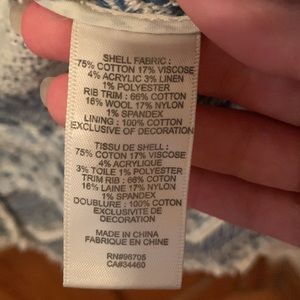 SHELL FABRIC :
75% COTTON 17% VISCOSE
4% ACRYLIC 3% LINEN
1% POLYESTER
RIB TRIM : 66% COTTON
16% WOOL 17% NYLON
1% SPANDEX
LINING : 100% COTTON
EXCLUSIVE OF DECORATION
TISSU DE SHELL :
75% COTON 17% VISCOSE
4% ACRYLIQUE
3% TOILE 1% POLYESTER
TRIM RIB : 66% COTON
16% LAINE 17% NYLON
1% SPANDEX
DOUBLURE : 100% COTON
EXCLUSIVITE DE
DECORATION
MADE IN CHINA
FABRIQUE EN CHINE
RN#96705
CA#34460